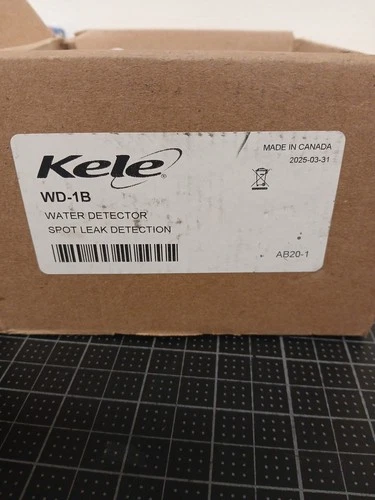 Kele®
MADE IN CANADA
2025-03-31
WD-1B
WATER DETECTOR
SPOT LEAK DETECTION
AB20-1